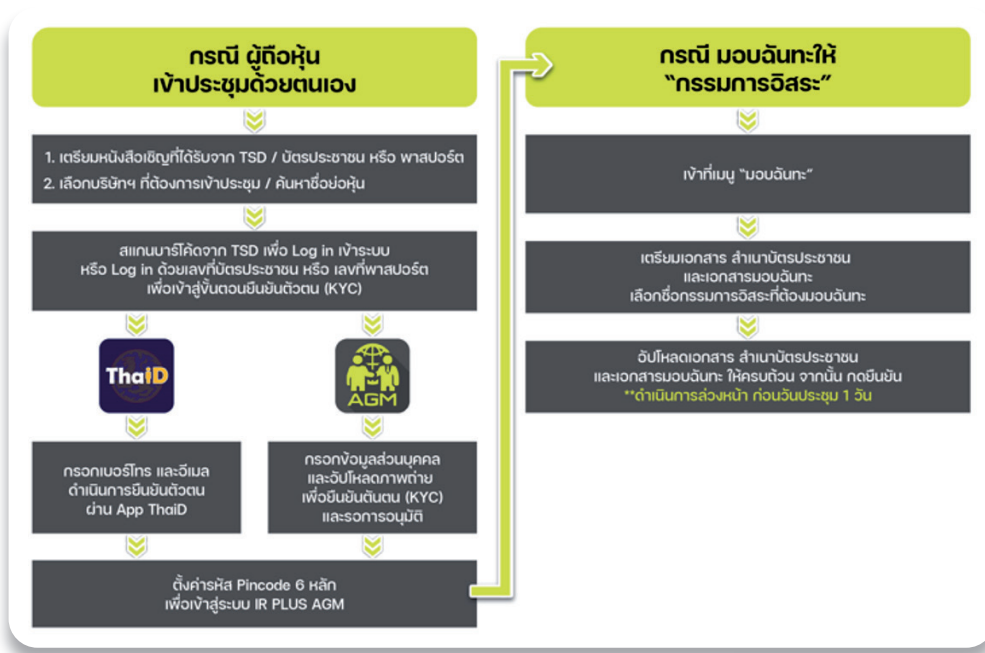 กรณี ผู้ถือหุ้น
เข้าประชุมด้วยตนเอง
1. เตรียมหนังสือเชิญที่ได้รับจาก TSD / บัตรประชาชน หรือ พาสปอร์ต
2. เลือกบริษัทฯ ที่ต้องการเข้าประชุม / ค้นหาชื่อย่อหุ้น
สแกนบาร์โค้ดจาก TSD เพื่อ Log in เข้าระบบ
หรือ Log in ด้วยเลขที่บัตรประชาชน หรือ เลขที่พาสปอร์ต
เพื่อเข้าสู่ขั้นตอนยืนยันตัวตน (KYC)
ThaiD
กรอกเบอร์โทร และอีเมล
ดำเนินการยืนยันตัวตน
ผ่าน App ThaiD
AGM
กรอกข้อมูลส่วนบุคคล
และอัปโหลดภาพถ่าย
เพื่อยืนยันตันตน (KYC)
และรอการอนุมัติ
ตั้งค่ารหัส Pincode 6 หลัก
เพื่อเข้าสู่ระบบ IR PLUS AGM
กรณี มอบฉันทะให้
“กรรมการอิสระ”
เข้าที่เมนู “มอบฉันทะ”
เตรียมเอกสาร สำเนาบัตรประชาชน
และเอกสารมอบฉันทะ
เลือกชื่อกรรมการอิสระที่ต้องมอบฉันทะ
อัปโหลดเอกสาร สำเนาบัตรประชาชน
และเอกสารมอบฉันทะ ให้ครบถ้วน จากนั้น กดยืนยัน
**ดำเนินการล่วงหน้า ก่อนวันประชุม 1 วัน